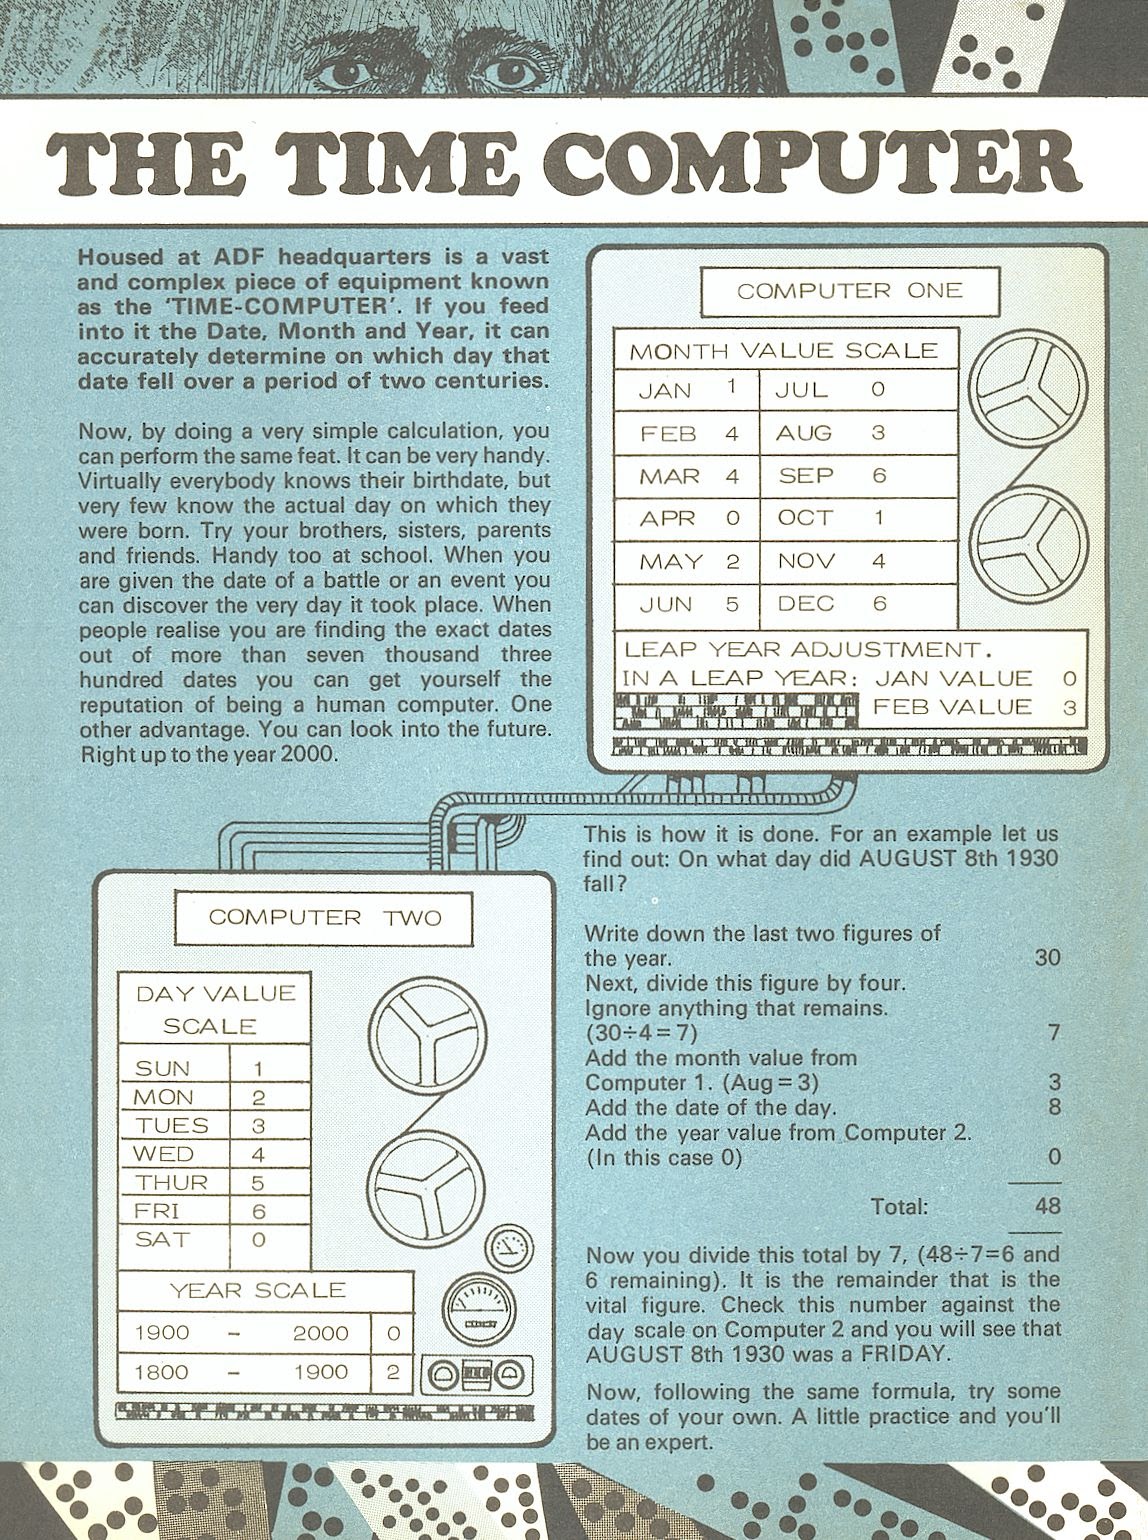 THE TIME COMPUTER
Housed at ADF headquarters is a vast
and complex piece of equipment known
as the 'TIME-COMPUTER'. If you feed
into it the Date, Month and Year, it can
accurately determine on which day that
date fell over a period of two centuries.
Now, by doing a very simple calculation, you
can perform the same feat. It can be very handy.
Virtually everybody knows their birthdate, but
very few know the actual day on which they
were born. Try your brothers, sisters, parents
and friends. Handy too at school. When you
are given the date of a battle or an event you
can discover the very day it took place. When
people realise you are finding the exact dates
out of more than seven thousand three
hundred dates you can get yourself the
reputation of being a human computer. One
other advantage. You can look into the future.
Right up to the year 2000.
COMPUTER ONE
MONTH VALUE SCALE
JAN 1 JUL 0
FEB 4 AUG 3
MAR 4 SEP 6
APR 0 OCT 1
MAY 2 NOV 4
JUN 5 DEC 6
LEAP YEAR ADJUSTMENT.
IN A LEAP YEAR: JAN VALUE 0
FEB VALUE 3
COMPUTER TWO
DAY VALUE
SCALE
SUN 1
MON 2
TUES 3
WED 4
THUR 5
FRI 6
SAT 0
YEAR SCALE
1900 – 2000 0
1800 – 1900 2
This is how it is done. For an example let us
find out: On what day did AUGUST 8th 1930
fall?
Write down the last two figures of
the year. 30
Next, divide this figure by four.
Ignore anything that remains.
(30÷4=7) 7
Add the month value from
Computer 1. (Aug=3) 3
Add the date of the day. 8
Add the year value from Computer 2.
(In this case 0) 0
Total: 48
Now you divide this total by 7, (48÷7=6 and
6 remaining). It is the remainder that is the
vital figure. Check this number against the
day scale on Computer 2 and you will see that
AUGUST 8th 1930 was a FRIDAY.
Now, following the same formula, try some
dates of your own. A little practice and you'll
be an expert.